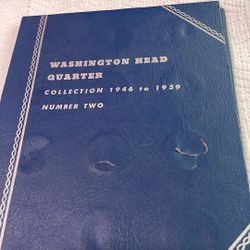 WASHINGTON HEAD
QUARTER
COLLECTION 1946 to 1959
NUMBER TWO